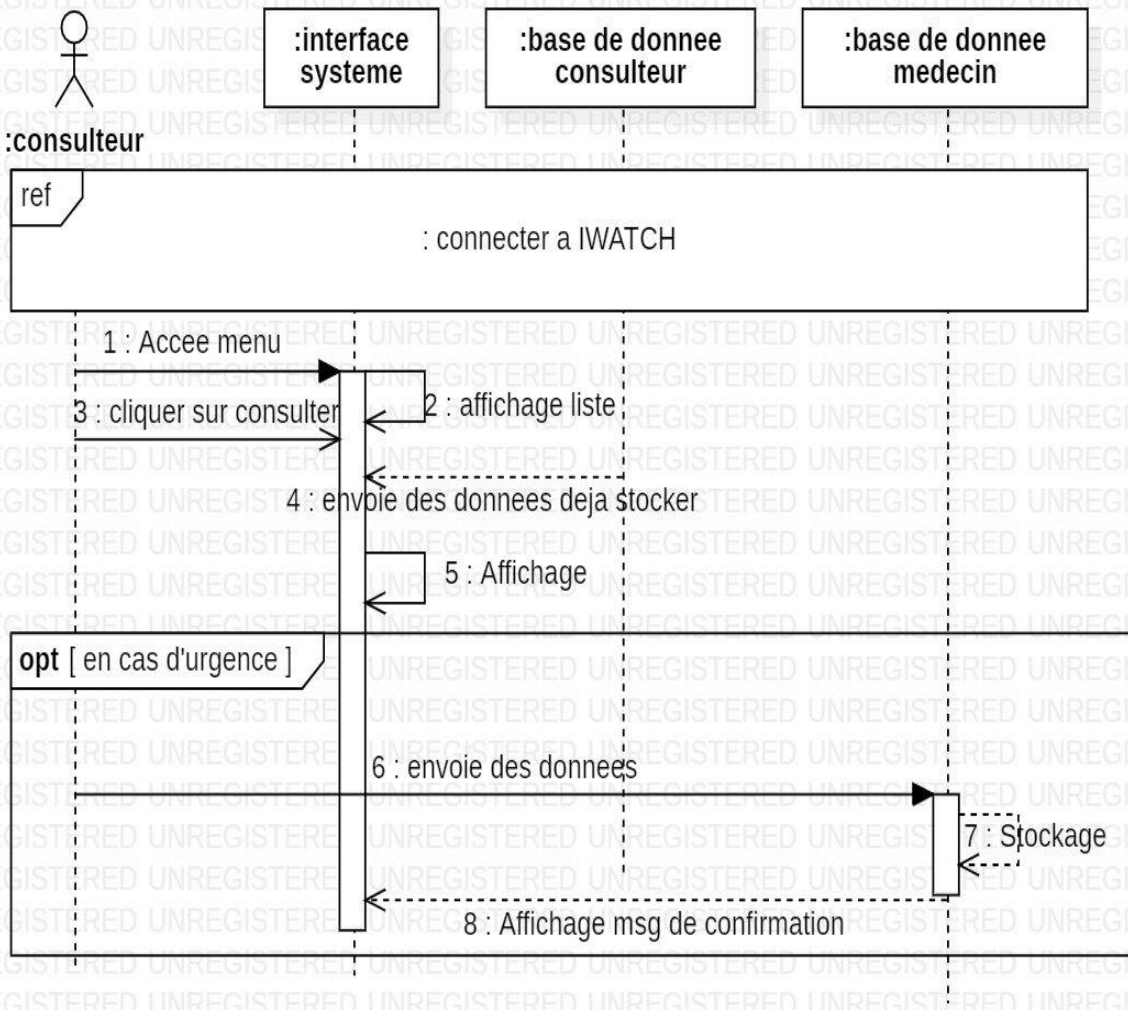 :interface
systeme
:base de donnee
consulteur
:base de donnee
medecin
:consulteur
ref
: connecter a IWATCH
1 : Accee menu
2 : affichage liste
3 : cliquer sur consulter
4 : envoie des donnees deja stocker
5 : Affichage
opt [ en cas d'urgence ]
6 : envoie des donnees
7 : Stockage
8 : Affichage msg de confirmation
UNREGISTERED